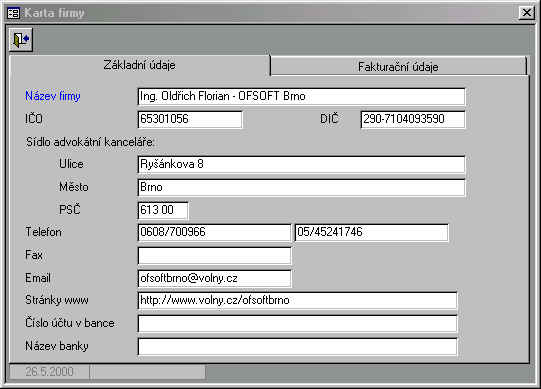 Karta firmy
Základní údaje Fakturační údaje
Název firmy Ing. Oldřich Florian - OFSOFT Brno
IČO 65301056 DIČ 290-7104093590
Sídlo advokátní kanceláře:
Ulice Ryšánkova 8
Město Brno
PSČ 613 00
Telefon 0608/700966 05/45241746
Fax
Email ofsoftbrno@volny.cz
Stránky www http://www.volny.cz/ofsoftbrno
Číslo účtu v bance
Název banky
26.5.2000